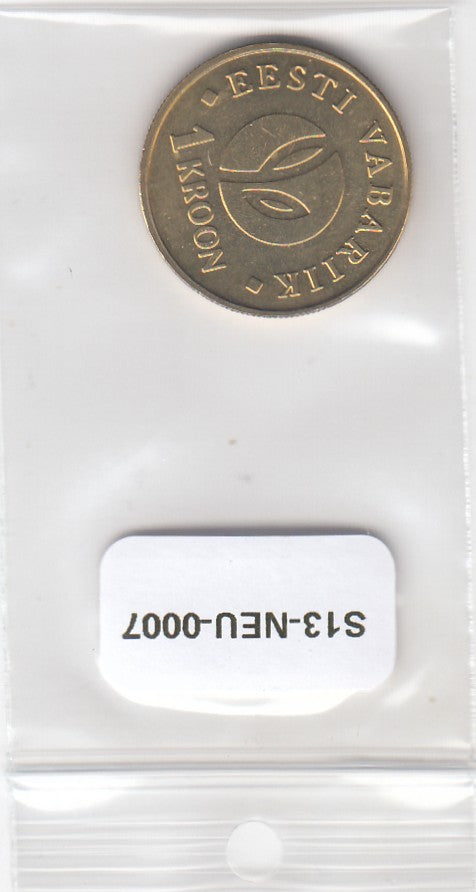 EESTI VABARIIK
1 KROON
S13-NEU-0007